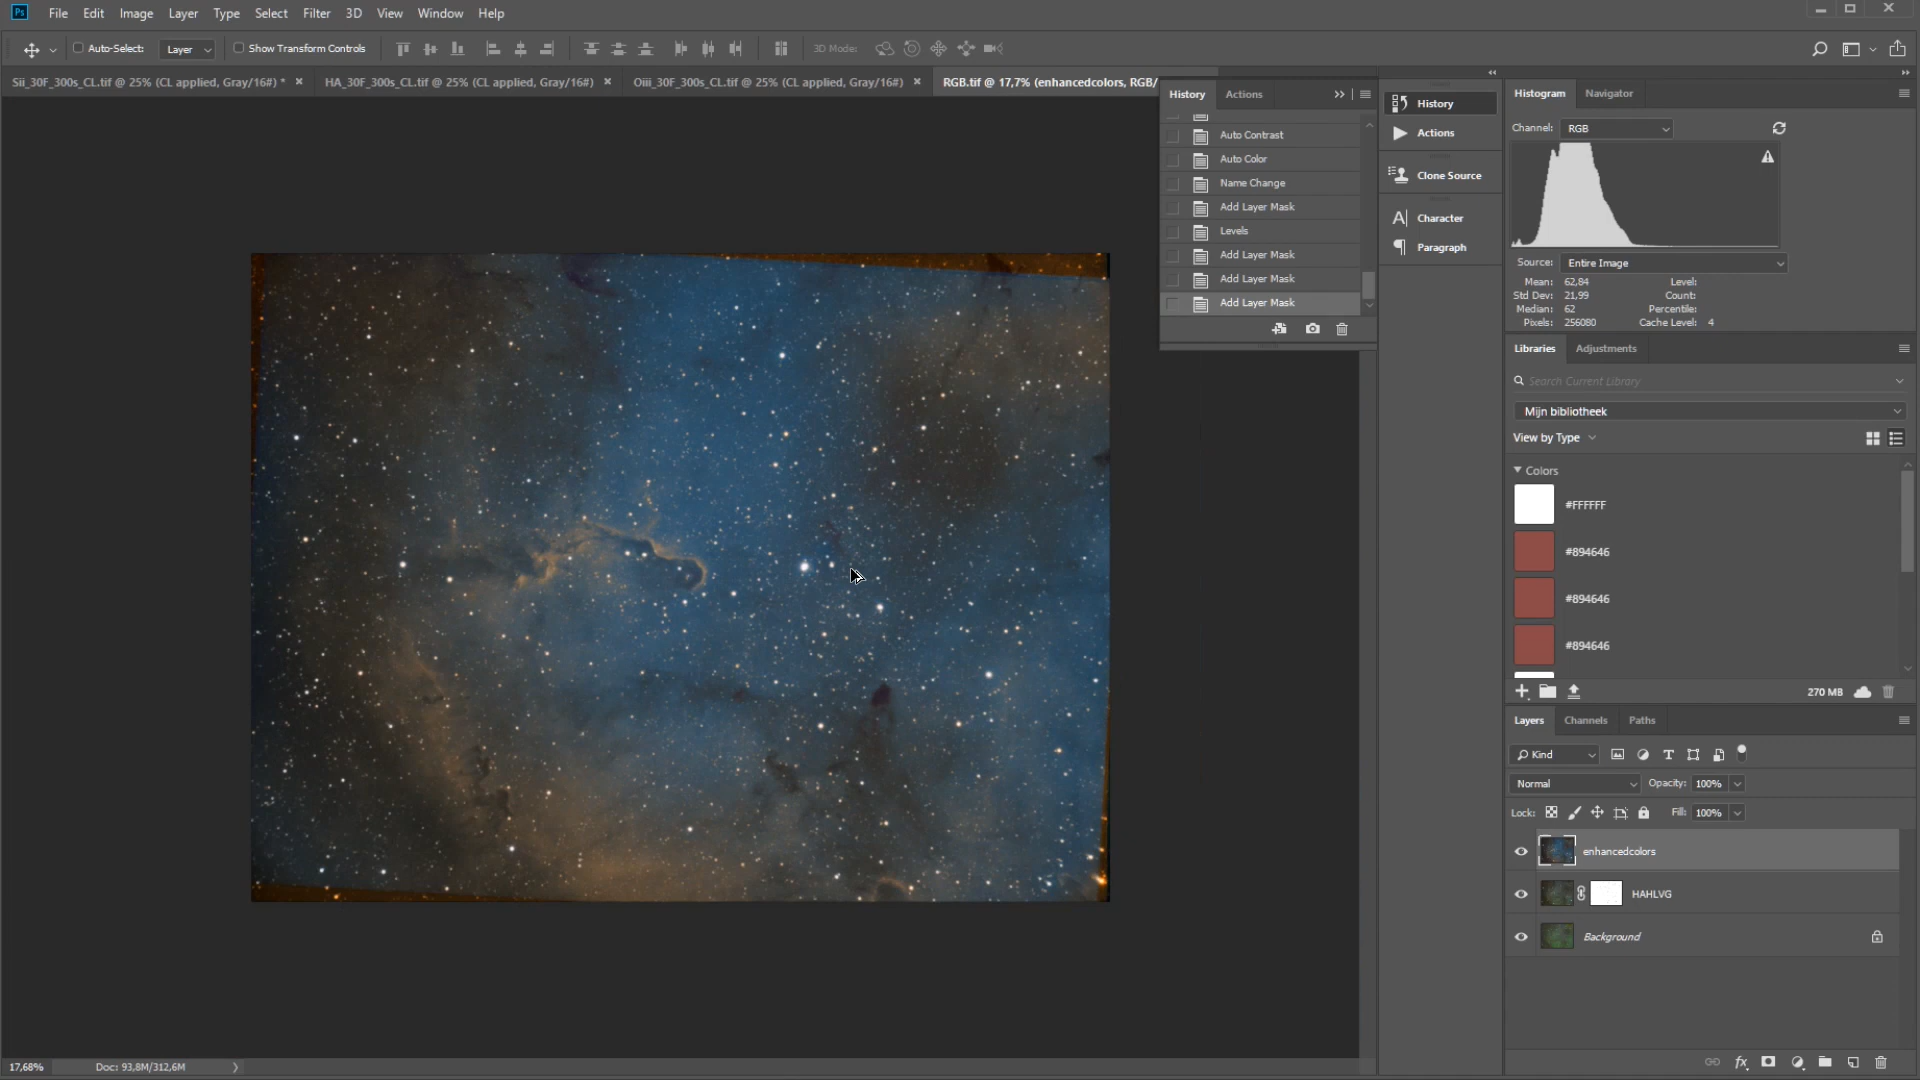 Ps File Edit Image Layer Type Select Filter 3D View Window Help
Auto-Select: Layer Show Transform Controls 3D Mode:
Sii_30F_300s_CL.tif @ 25% (CL applied, Gray/16#) * × HA_30F_300s_CL.tif @ 25% (CL applied, Gray/16#) × Oiii_30F_300s_CL.tif @ 25% (CL applied, Gray/16#) × RGB.tif @ 17,7% (enhancedcolors, RGB/
History Actions
Auto Contrast
Auto Color
Name Change
Add Layer Mask
Levels
Add Layer Mask
Add Layer Mask
Add Layer Mask
History
Actions
Clone Source
Character
Paragraph
Histogram Navigator
Channel: RGB
Source: Entire Image
Mean: 62,84 Level:
Std Dev: 21,99 Count:
Median: 62 Percentile:
Pixels: 256080 Cache Level: 4
Libraries Adjustments
Search Current Library
Mijn bibliotheek
View by Type
Colors
#FFFFFF
#894646
#894646
#894646
270 MB
Layers Channels Paths
Kind
Normal Opacity: 100%
Lock: Fill: 100%
enhancedcolors
HAHLVG
Background
17,68% Doc: 93,8M/312,6M